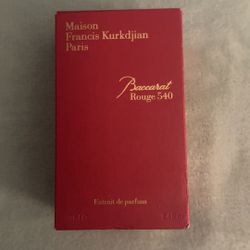 Maison
Francis Kurkdjian
Paris
Baccarat
Rouge 540
Extrait de parfum